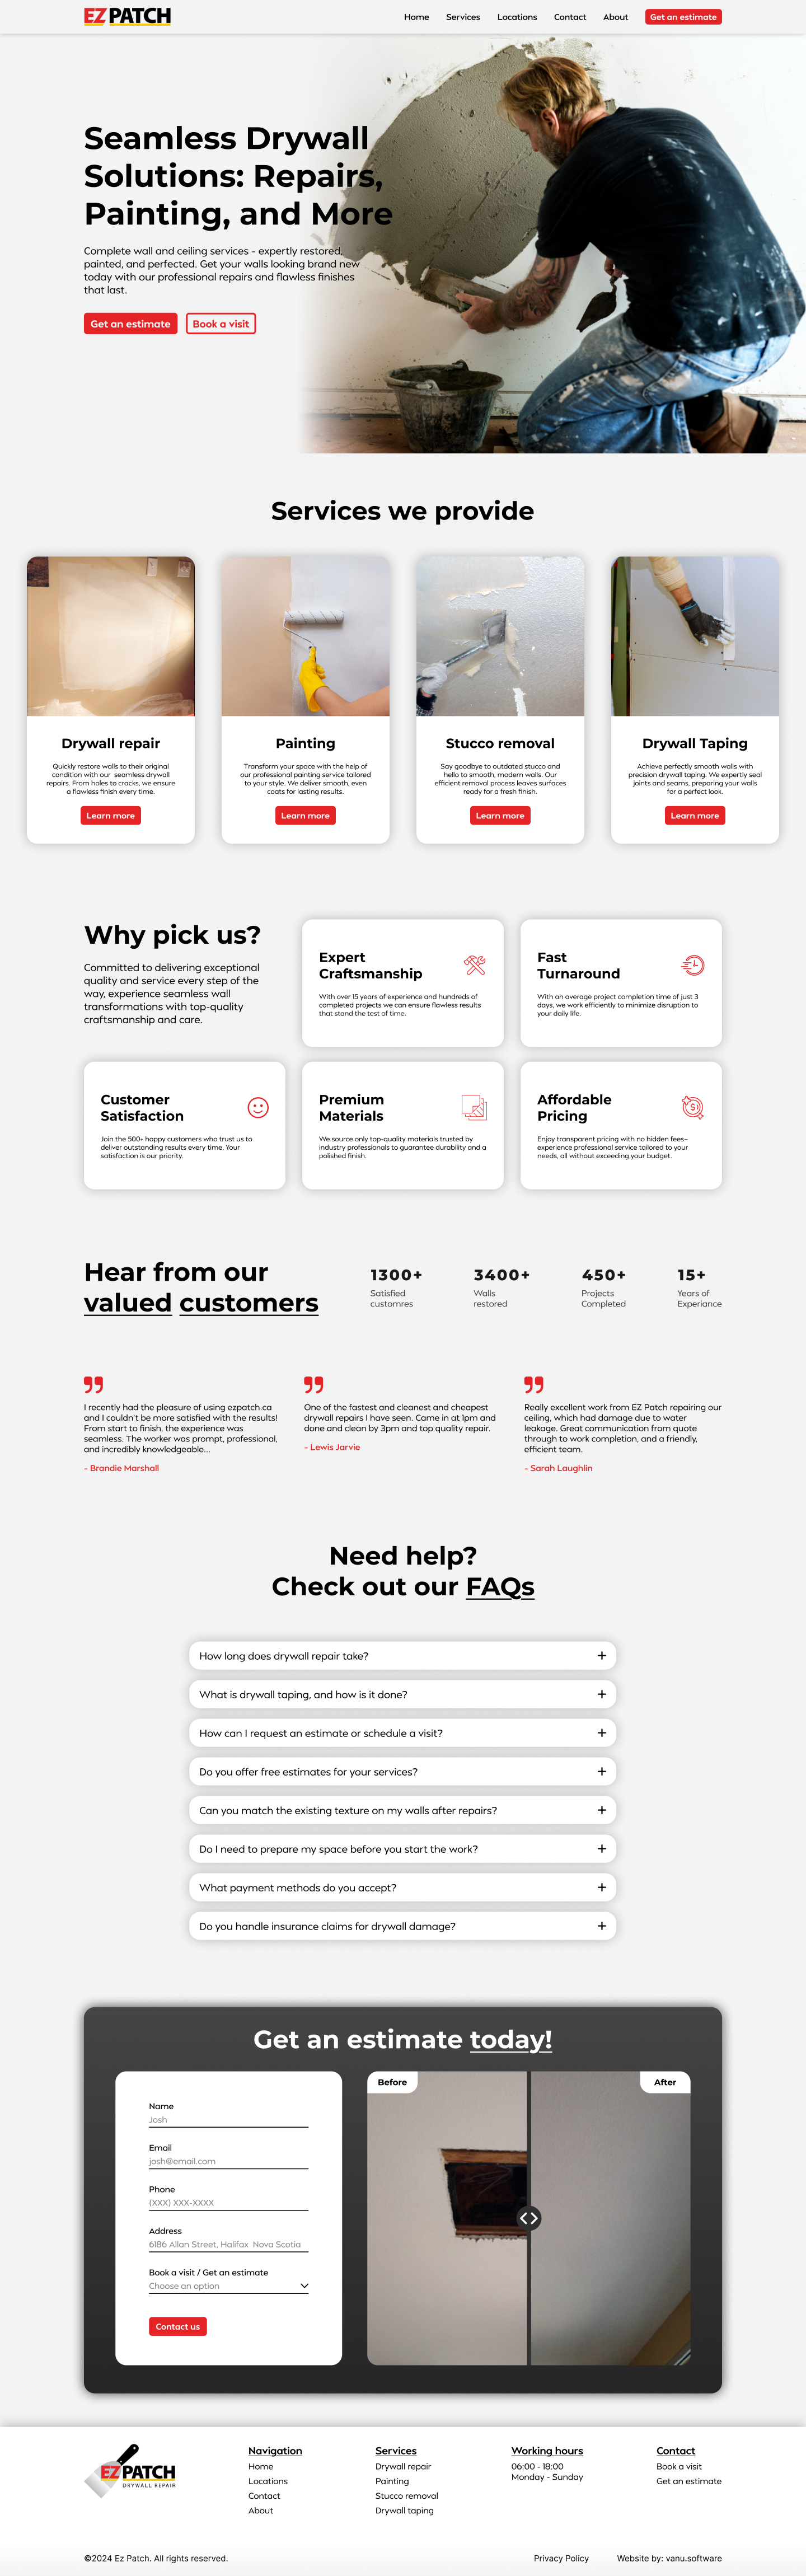 EZ PATCH
Home Services Locations Contact About Get an estimate
Seamless Drywall
Solutions: Repairs,
Painting, and More
Complete wall and ceiling services - expertly restored,
painted, and perfected. Get your walls looking brand new
today with our professional repairs and flawless finishes
that last.
Get an estimate Book a visit
Services we provide
Drywall repair
Quickly restore walls to their original
condition with our seamless drywall
repairs. From holes to cracks, we ensure
a flawless finish every time.
Learn more
Painting
Transform your space with the help of
our professional painting service tailored
to your style. We deliver smooth, even
coats for lasting results.
Learn more
Stucco removal
Say goodbye to outdated stucco and
hello to smooth, modern walls. Our
efficient removal process leaves surfaces
ready for a fresh finish.
Learn more
Drywall Taping
Achieve perfectly smooth walls with
precision drywall taping. We expertly seal
joints and seams, preparing your walls
for a perfect look.
Learn more
Why pick us?
Committed to delivering exceptional
quality and service every step of the
way, experience seamless wall
transformations with top-quality
craftsmanship and care.
Expert
Craftsmanship
With over 15 years of experience and hundreds of
completed projects we can ensure flawless results
that stand the test of time.
Fast
Turnaround
With an average project completion time of just 3
days, we work efficiently to minimize disruption to
your daily life.
Customer
Satisfaction
Join the 500+ happy customers who trust us to
deliver outstanding results every time. Your
satisfaction is our priority.
Premium
Materials
We source only top-quality materials trusted by
industry professionals to guarantee durability and a
polished finish.
Affordable
Pricing
Enjoy transparent pricing with no hidden fees–
experience professional service tailored to your
needs, all without exceeding your budget.
Hear from our
valued customers
1300+
Satisfied
customres
3400+
Walls
restored
450+
Projects
Completed
15+
Years of
Experiance
I recently had the pleasure of using ezpatch.ca
and I couldn't be more satisfied with the results!
From start to finish, the experience was
seamless. The worker was prompt, professional,
and incredibly knowledgeable...
- Brandie Marshall
One of the fastest and cleanest and cheapest
drywall repairs I have seen. Came in at 1pm and
done and clean by 3pm and top quality repair.
- Lewis Jarvie
Really excellent work from EZ Patch repairing our
ceiling, which had damage due to water
leakage. Great communication from quote
through to work completion, and a friendly,
efficient team.
- Sarah Laughlin
Need help?
Check out our FAQs
How long does drywall repair take?
What is drywall taping, and how is it done?
How can I request an estimate or schedule a visit?
Do you offer free estimates for your services?
Can you match the existing texture on my walls after repairs?
Do I need to prepare my space before you start the work?
What payment methods do you accept?
Do you handle insurance claims for drywall damage?
Get an estimate today!
Name
Josh
Email
josh@email.com
Phone
(XXX) XXX-XXXX
Address
6186 Allan Street, Halifax Nova Scotia
Book a visit / Get an estimate
Choose an option
Contact us
Before
After
EZ PATCH
DRYWALL REPAIR
Navigation
Home
Locations
Contact
About
Services
Drywall repair
Painting
Stucco removal
Drywall taping
Working hours
06:00 - 18:00
Monday - Sunday
Contact
Book a visit
Get an estimate
©2024 Ez Patch. All rights reserved.
Privacy Policy
Website by: vanu.software